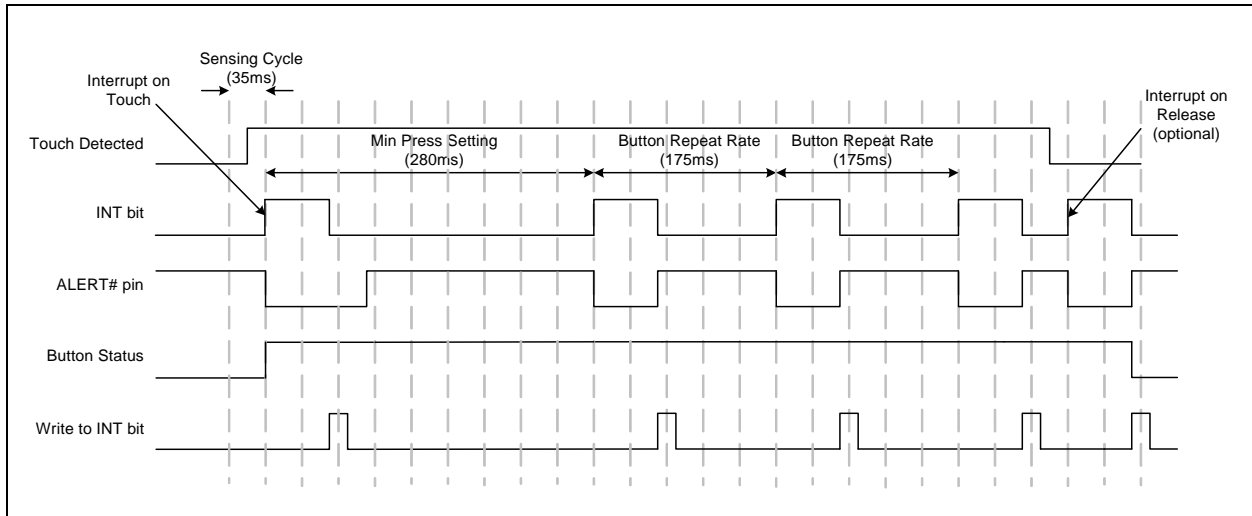 Sensing Cycle
(35ms)
Interrupt on
Touch
Interrupt on
Release
(optional)
Touch Detected
Min Press Setting
(280ms)
Button Repeat Rate
(175ms)
Button Repeat Rate
(175ms)
INT bit
ALERT# pin
Button Status
Write to INT bit